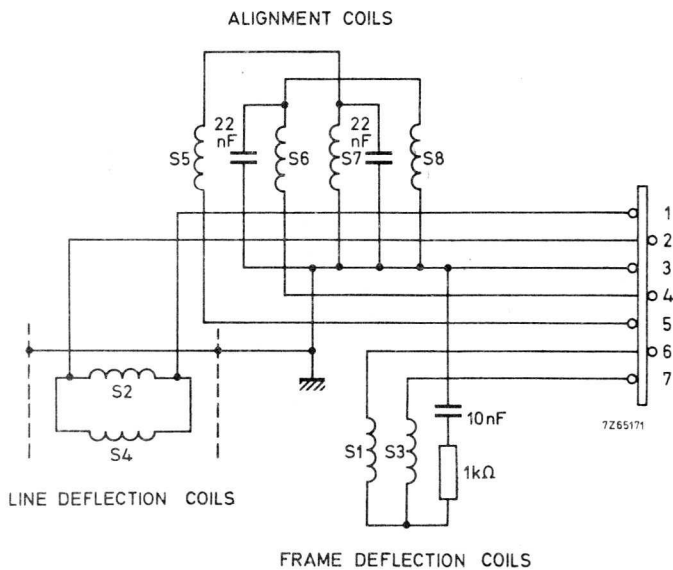 ALIGNMENT COILS
22
nF
22
nF
S5
S6
S7
S8
1
2
3
4
5
6
7
S2
S4
LINE DEFLECTION COILS
S1
S3
10nF
1kΩ
7Z65171
FRAME DEFLECTION COILS